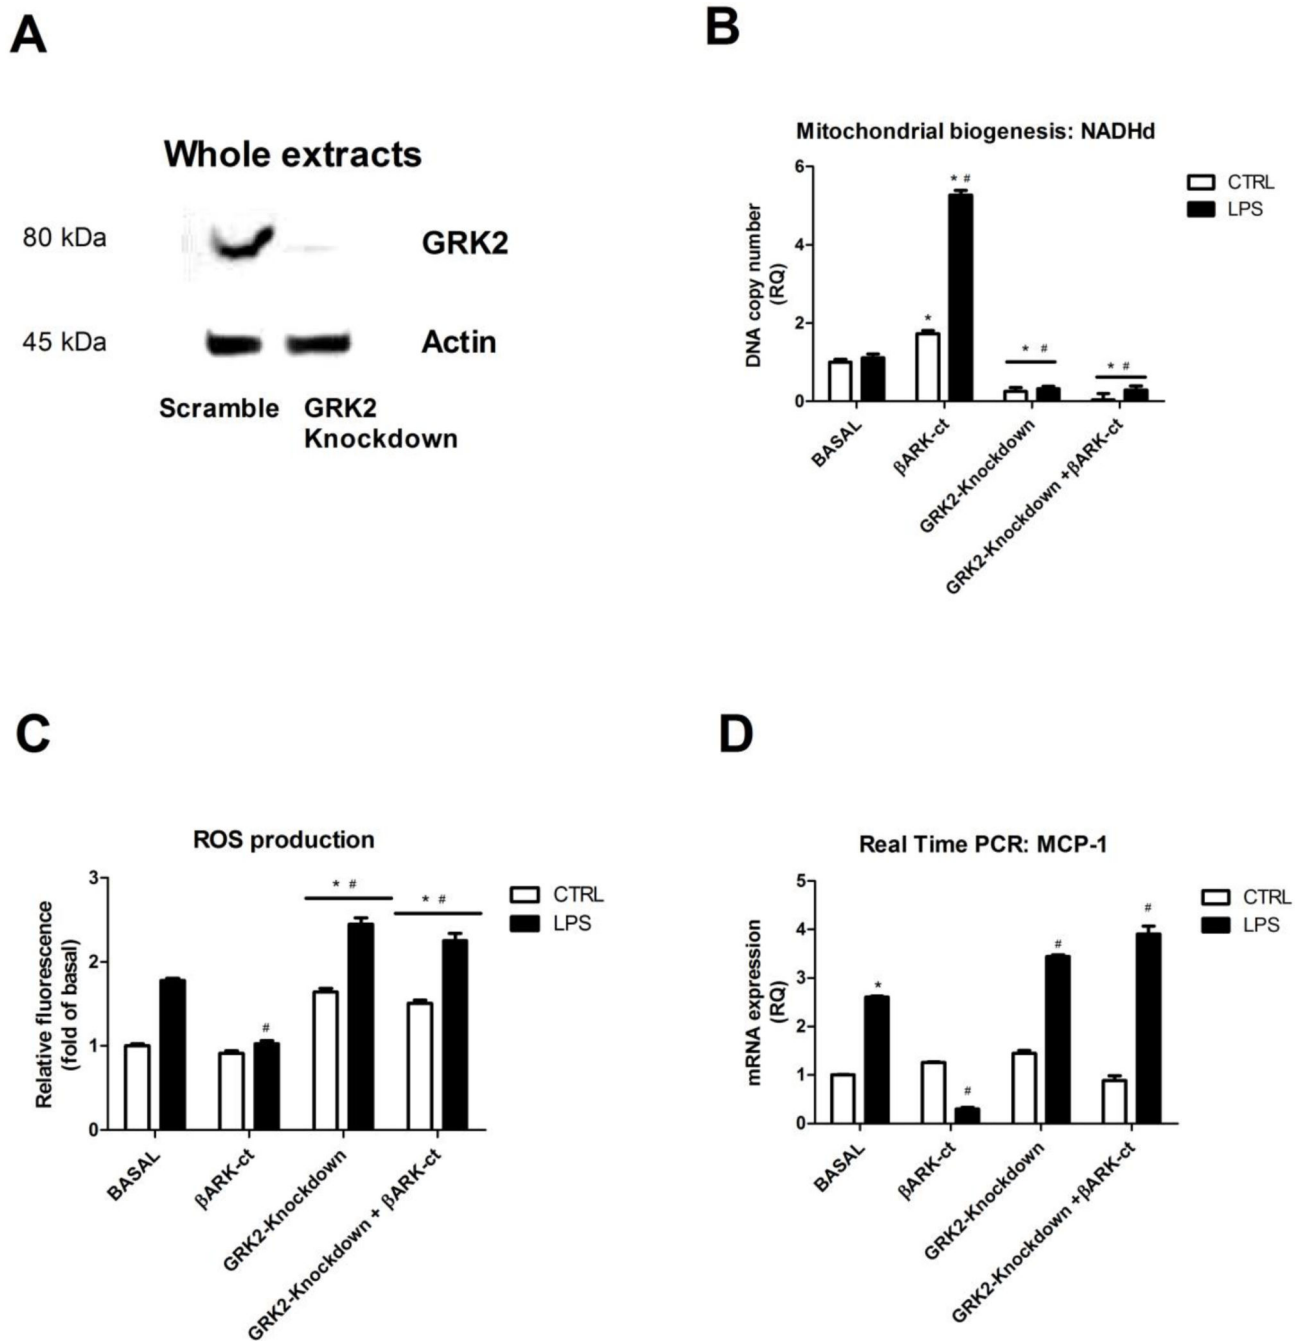 A
Whole extracts
80 kDa
GRK2
45 kDa
Actin
Scramble
GRK2
Knockdown
B
Mitochondrial biogenesis: NADHd
DNA copy number
(RQ)
6
4
2
0
* #
*
* #
* #
CTRL
LPS
BASAL
βARK-ct
GRK2-Knockdown
GRK2-Knockdown +βARK-ct
C
ROS production
Relative fluorescence
(fold of basal)
3
2
1
0
#
* #
* #
CTRL
LPS
BASAL
βARK-ct
GRK2-Knockdown
GRK2-Knockdown + βARK-ct
D
Real Time PCR: MCP-1
mRNA expression
(RQ)
5
4
3
2
1
0
*
#
#
#
CTRL
LPS
BASAL
βARK-ct
GRK2-Knockdown
GRK2-Knockdown +βARK-ct